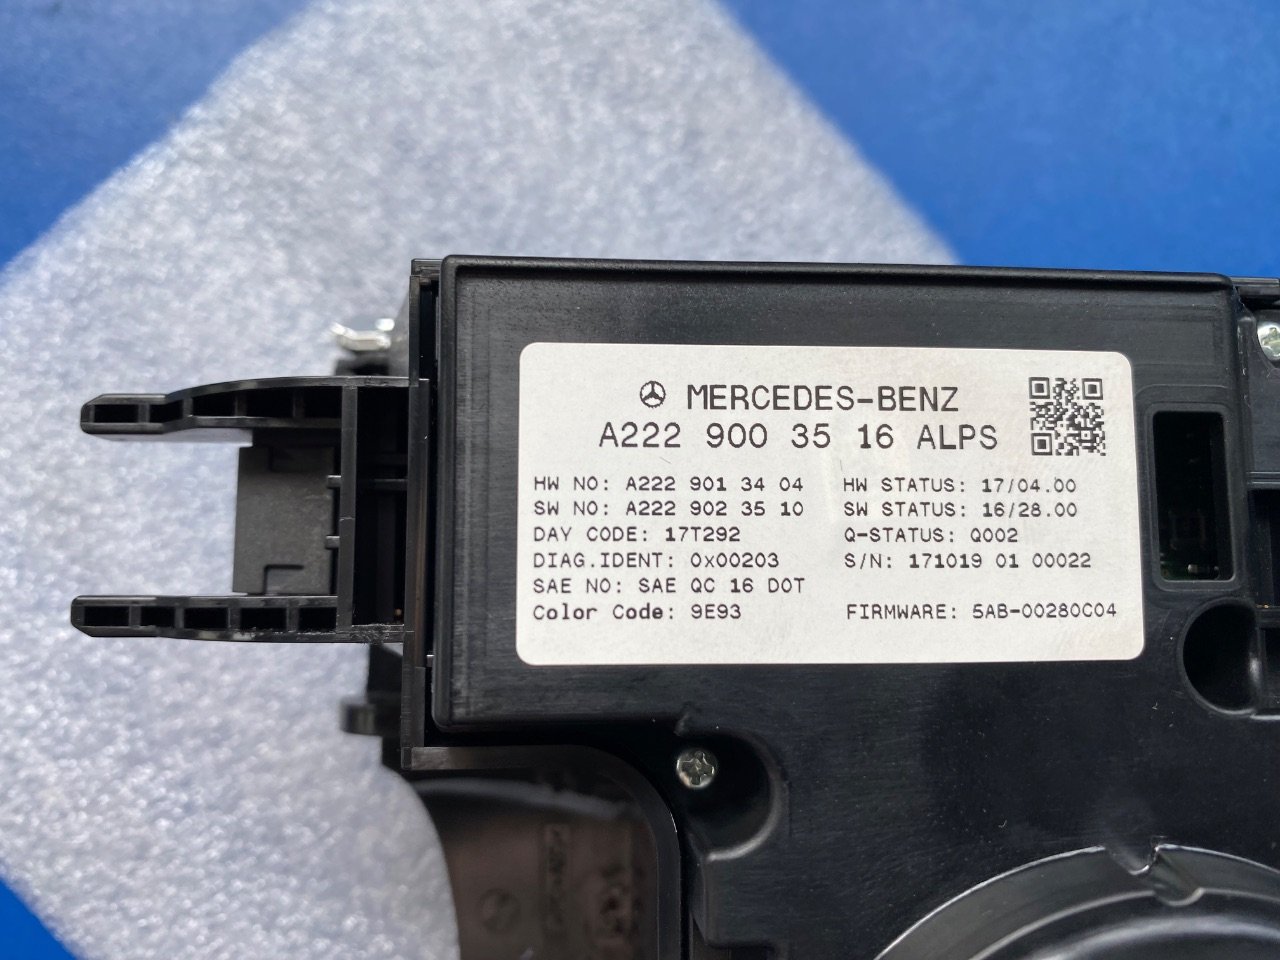 MERCEDES-BENZ
A222 900 35 16 ALPS
HW NO: A222 901 34 04 HW STATUS: 17/04.00
SW NO: A222 902 35 10 SW STATUS: 16/28.00
DAY CODE: 17T292 Q-STATUS: Q002
DIAG.IDENT: 0x00203 S/N: 171019 01 00022
SAE NO: SAE QC 16 DOT
Color Code: 9E93 FIRMWARE: 5AB-00280C04